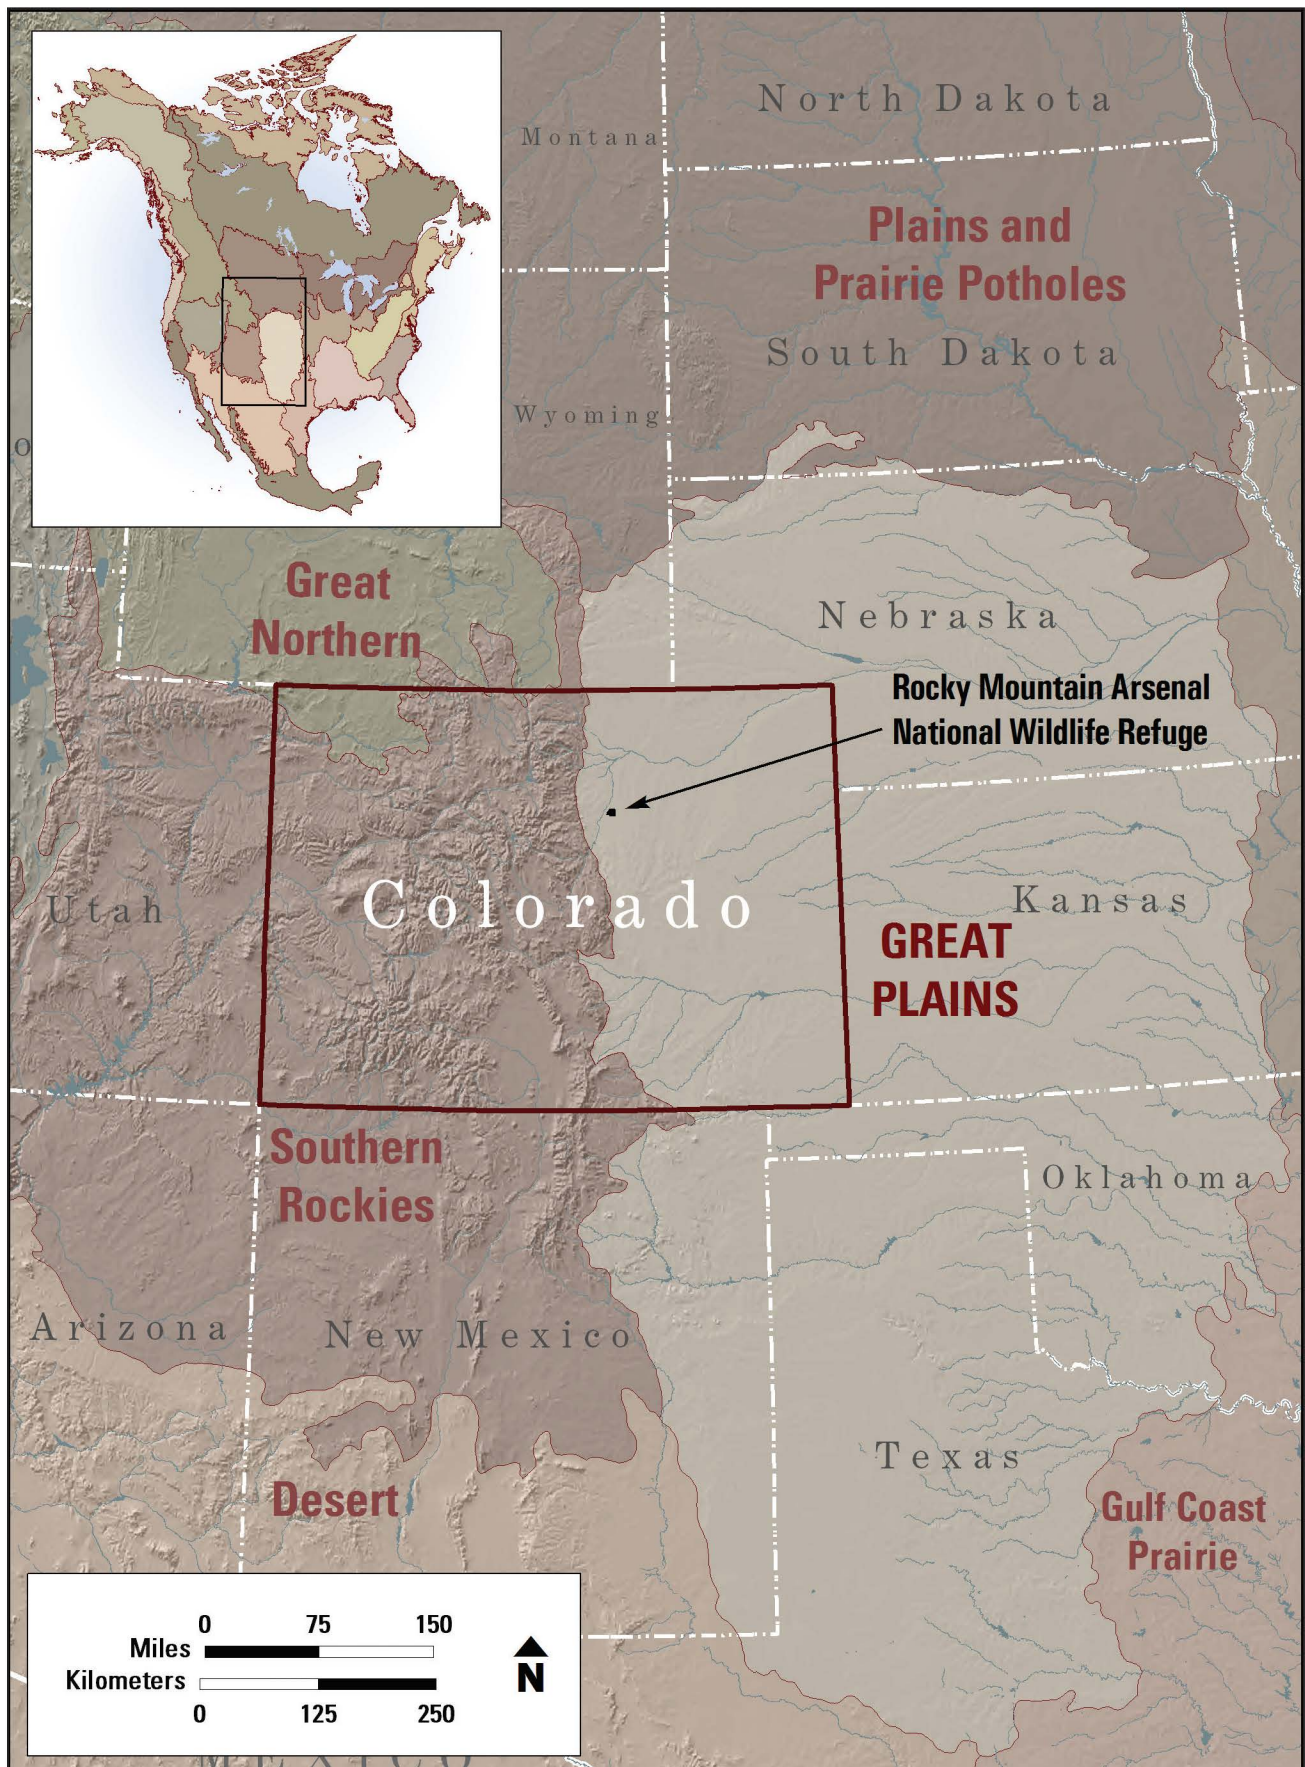 North Dakota
Montana
Plains and
Prairie Potholes
South Dakota
Wyoming
O
Great
Northern
Nebraska
Rocky Mountain Arsenal
National Wildlife Refuge
Utah
Colorado
Kansas
GREAT
PLAINS
Southern
Rockies
Oklahoma
Arizona
New Mexico
Texas
Desert
Gulf Coast
Prairie
0 75 150
Miles
Kilometers
0 125 250
N
MEXICO